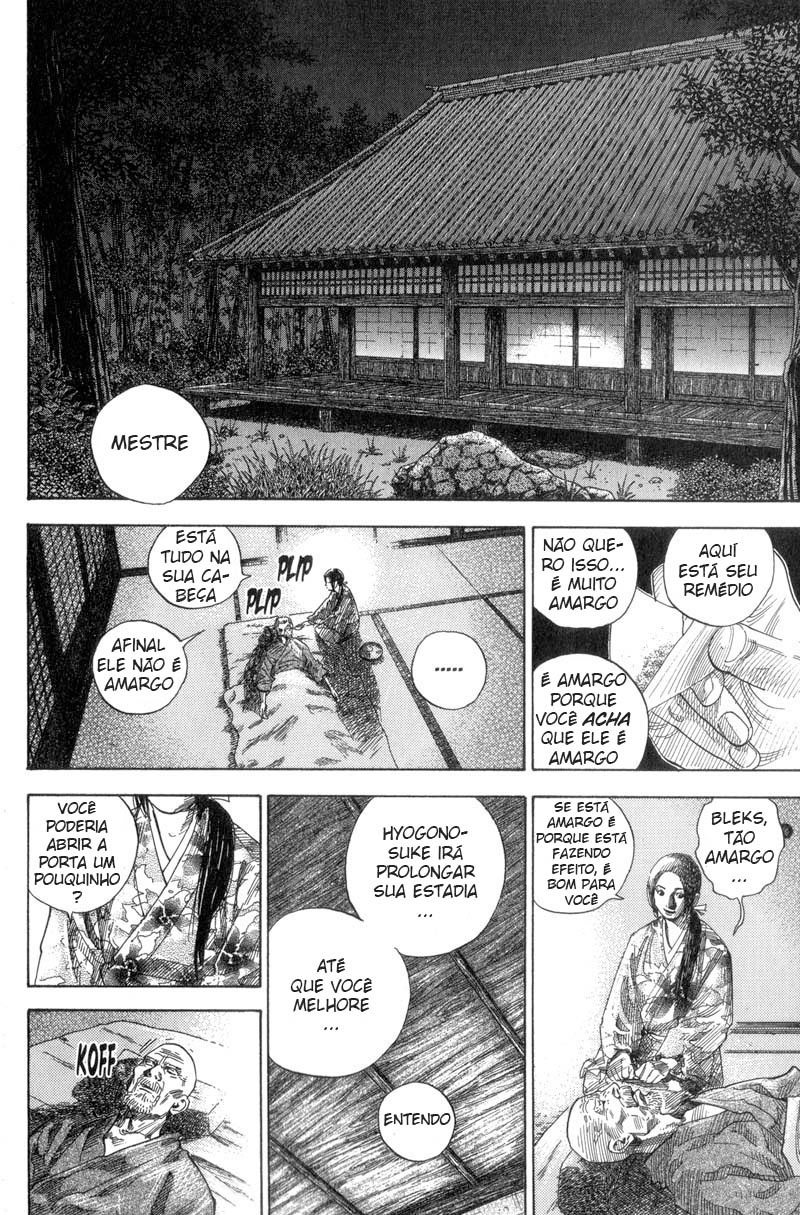 MESTRE
AQUI
ESTÁ SEU
REMÉDIO
NÃO QUE-
RO ISSO...
É MUITO
AMARGO
É AMARGO
PORQUE
VOCÊ ACHA
QUE ELE É
AMARGO
.....
PLIP
PLIP
ESTÁ
TUDO NA
SUA CA-
BEÇA
AFINAL
ELE NÃO É
AMARGO
BLEKS,
TÃO
AMARGO
...
SE ESTÁ
AMARGO É
PORQUE ESTÁ
FAZENDO
EFEITO, É
BOM PARA
VOCÊ
HYOGONO-
SUKE IRÁ
PROLONGAR
SUA ESTADIA
...
ATÉ
QUE VOCÊ
MELHORE
...
ENTENDO
VOCÊ
PODERIA
ABRIR A
PORTA UM
POUQUINHO
?
KOFF